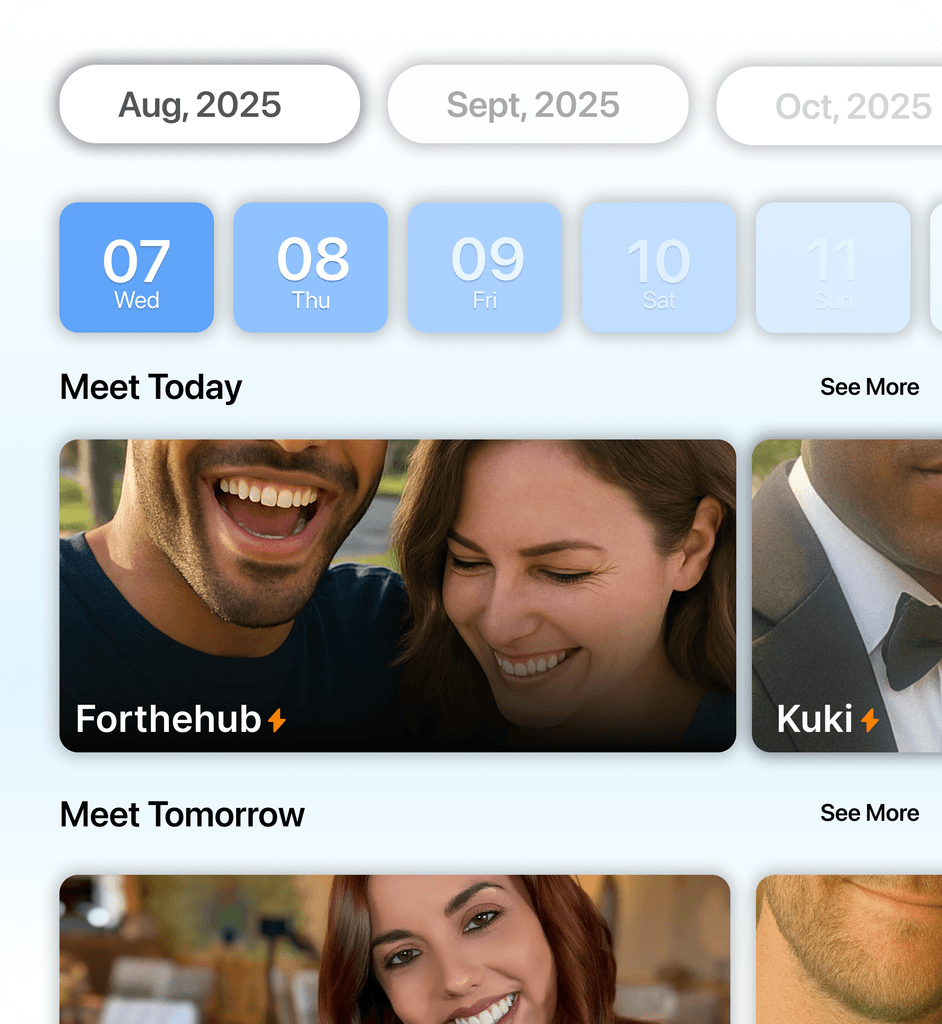 Aug, 2025
Sept, 2025
Oct, 2025
07
Wed
08
Thu
09
Fri
10
Sat
11
Sun
Meet Today
See More
Forthehub
Kuki
Meet Tomorrow
See More